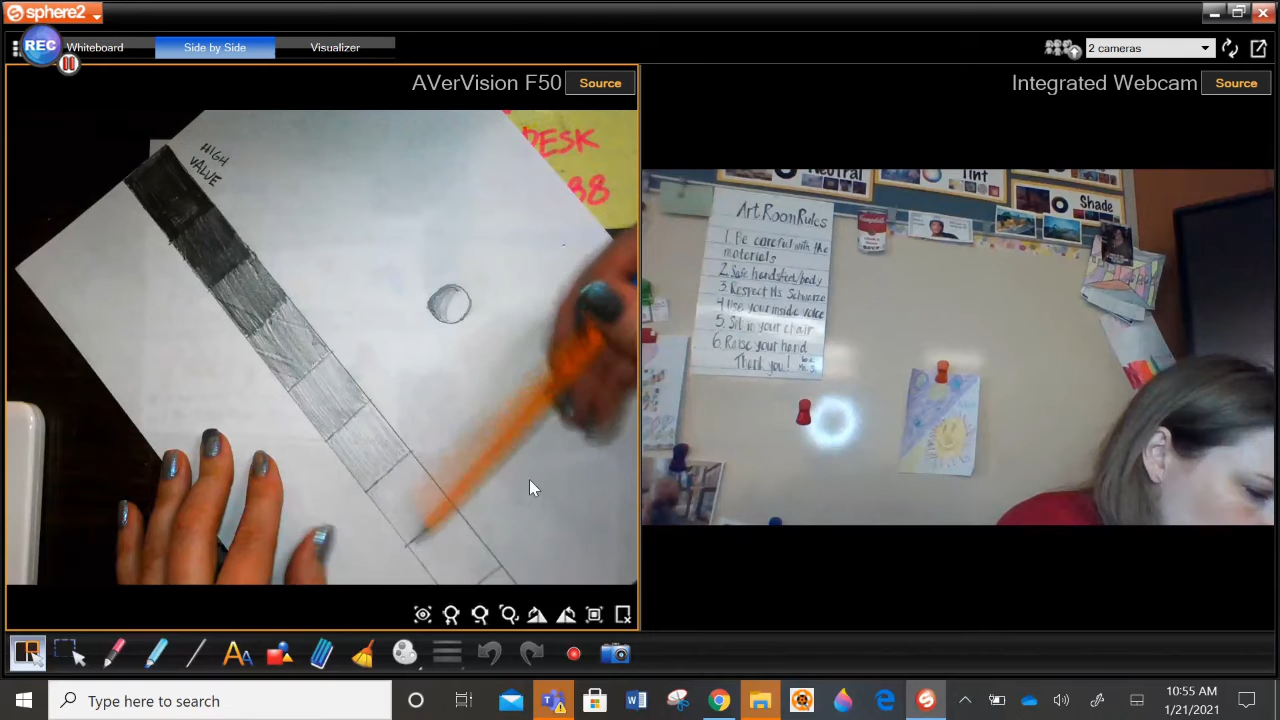 sphere2
REC
Whiteboard
Side by Side
Visualizer
2 cameras
AVerVision F50
Source
Integrated Webcam
Source
HIGH
VALUE
DESK
88
Neutral
Tint
Shade
Art Room Rules
1. Be careful with the
materials
2. Safe hands/feet/body
3. Respect Ms Schwarze
4. Use your inside voice
5. Sit in your chair
6. Raise your hand
Thank you!
Type here to search
10:55 AM
1/21/2021